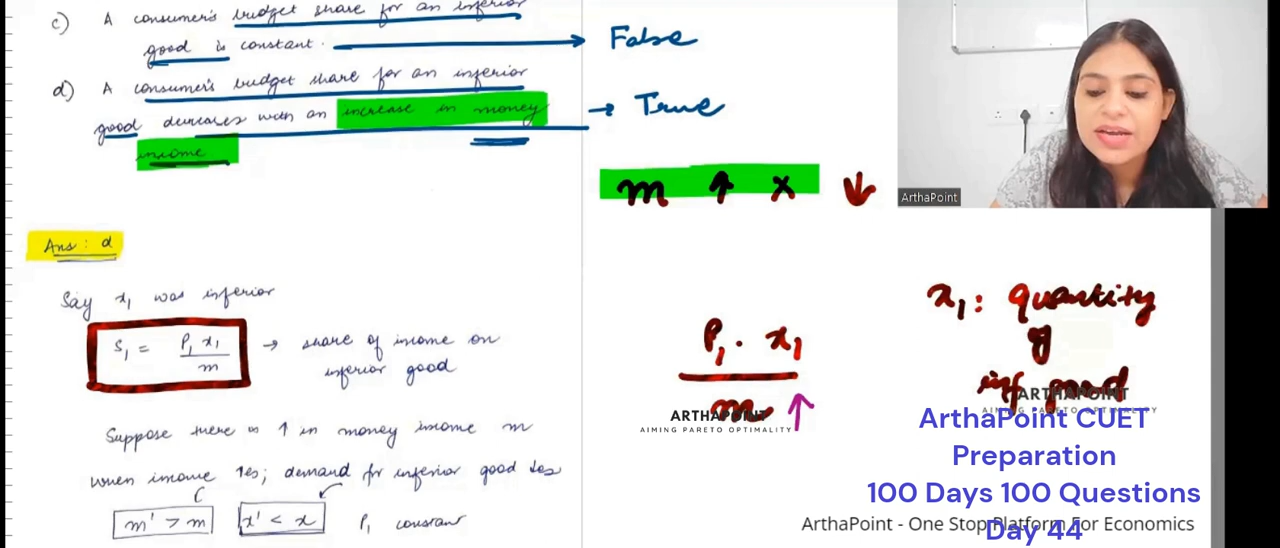 c) A consumer's budget share for an inferior
good is constant.
False
d) A consumer's budget share for an inferior
good decreases with an increase in money
income
True
m ↑ x ↓
Ans: d
Say x₁ was inferior
S₁ = P₁ x₁ / m → share of income on
inferior good
Suppose there is ↑ in money income m
when income ↑es; demand for inferior good ↓es
m' > m x' < x P₁ constant
P₁ . x₁
m ↑
x₁: quantity
of
inf good
ARTHAPOINT
AIMING PARETO OPTIMALITY
ARTHAPOINT
AIMING PARETO OPTIMALITY
ArthaPoint
ArthaPoint CUET
Preparation
100 Days 100 Questions
Day 44
ArthaPoint - One Stop Platform For Economics